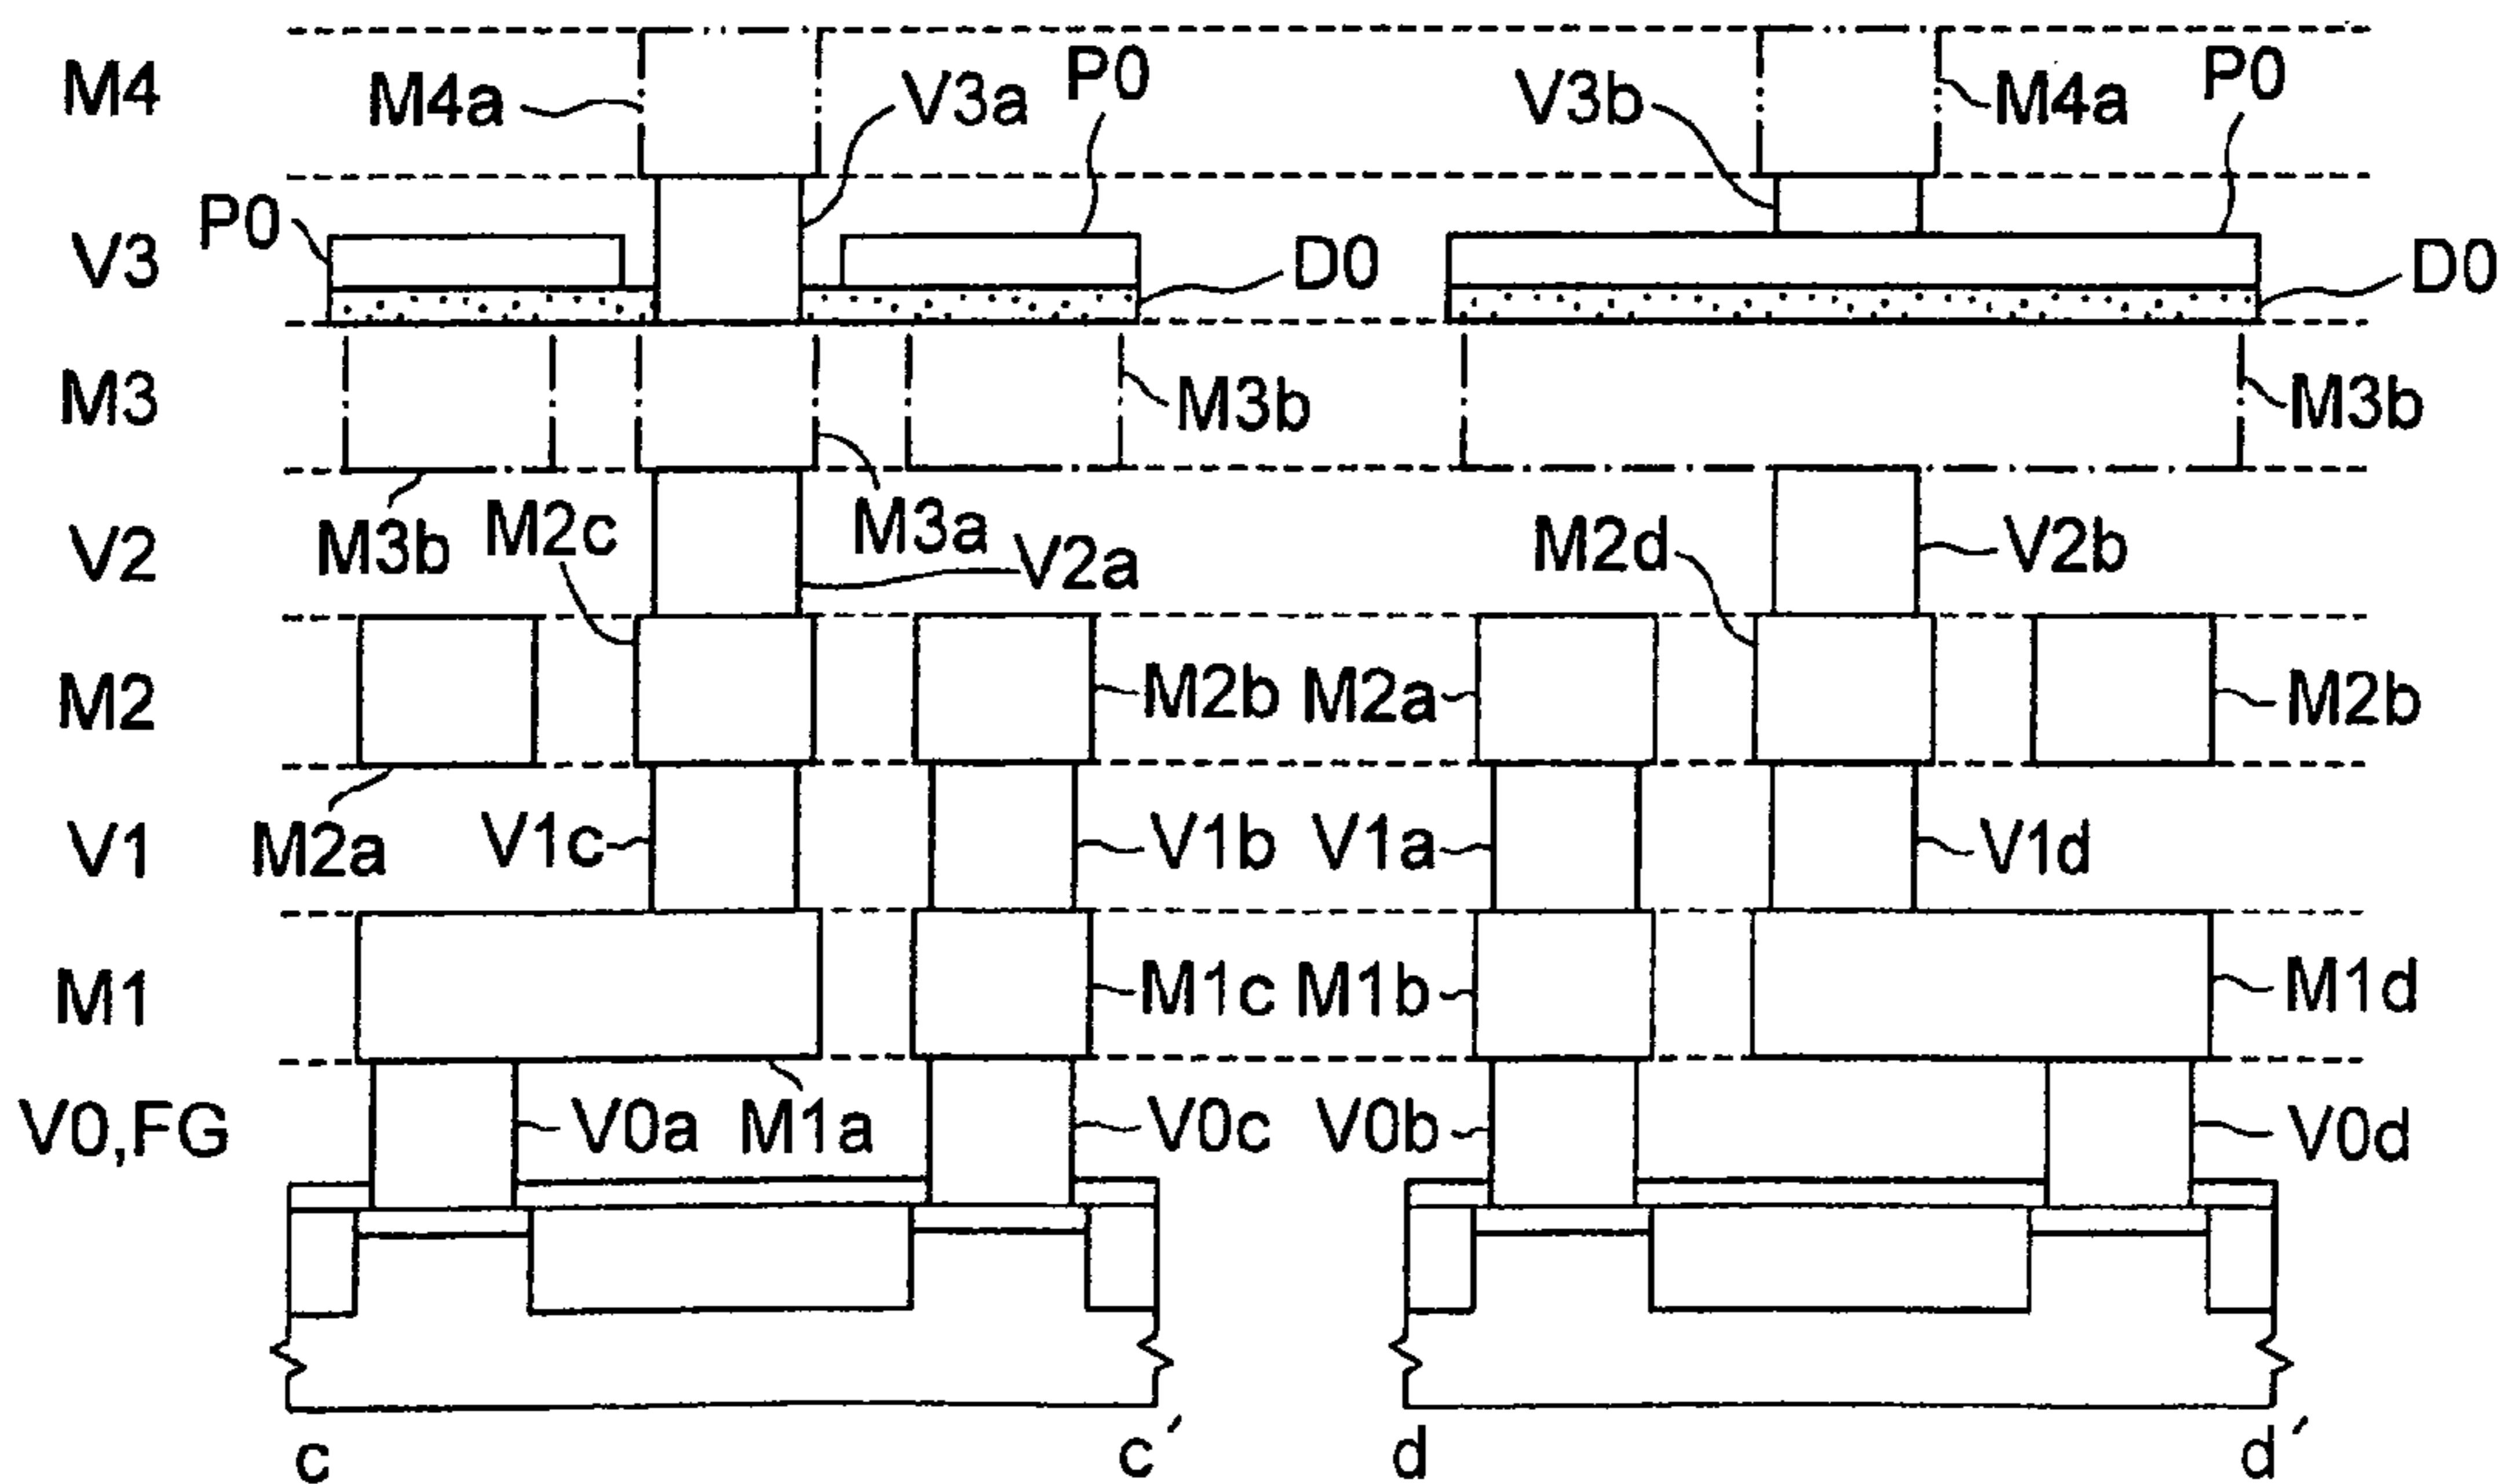 M4 M4a V3a P0 V3b M4a P0
V3 P0 D0 D0
M3 M3b M3b
V2 M3b M2c M3a V2a M2d V2b
M2 M2b M2a M2b
V1 M2a V1c V1b V1a V1d
M1 M1c M1b M1d
V0,FG V0a M1a V0c V0b V0d
c c′ d d′